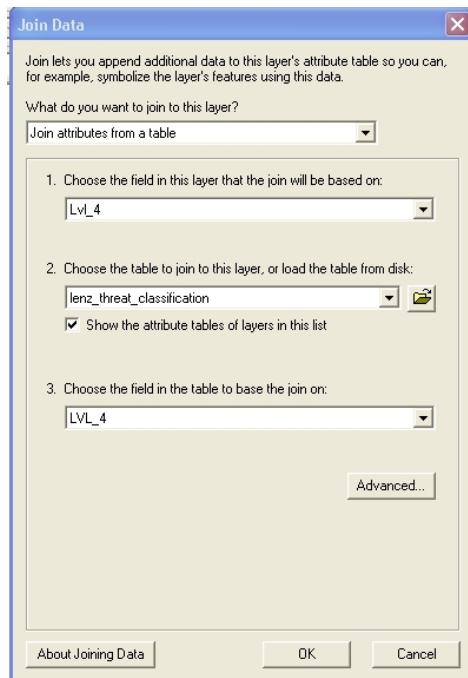 Join Data
Join lets you append additional data to this layer's attribute table so you can,
for example, symbolize the layer's features using this data.
What do you want to join to this layer?
Join attributes from a table
1. Choose the field in this layer that the join will be based on:
Lvl_4
2. Choose the table to join to this layer, or load the table from disk:
lenz_threat_classification
Show the attribute tables of layers in this list
3. Choose the field in the table to base the join on:
LVL_4
Advanced...
About Joining Data
OK
Cancel